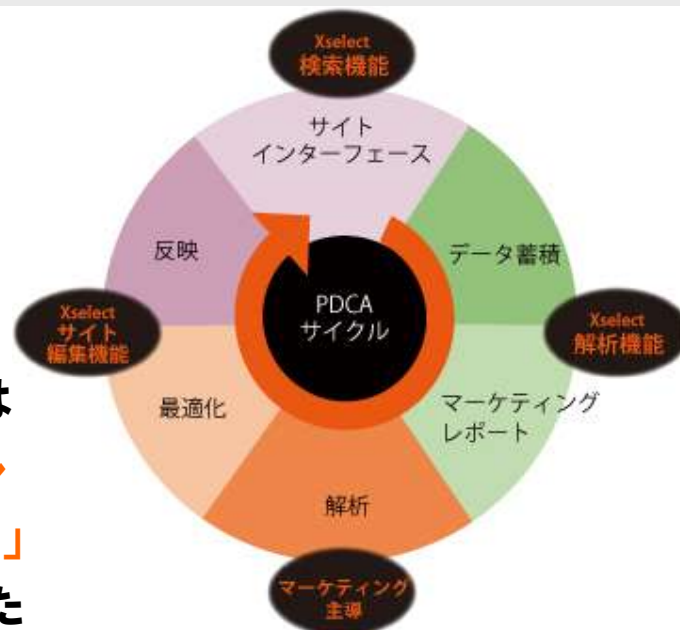 Xselect
検索機能
サイト
インターフェース
反映
データ蓄積
PDCA
サイクル
Xselect
サイト
編集機能
Xselect
解析機能
最適化
マーケティング
レポート
解析
マーケティング
主導
は
」
た